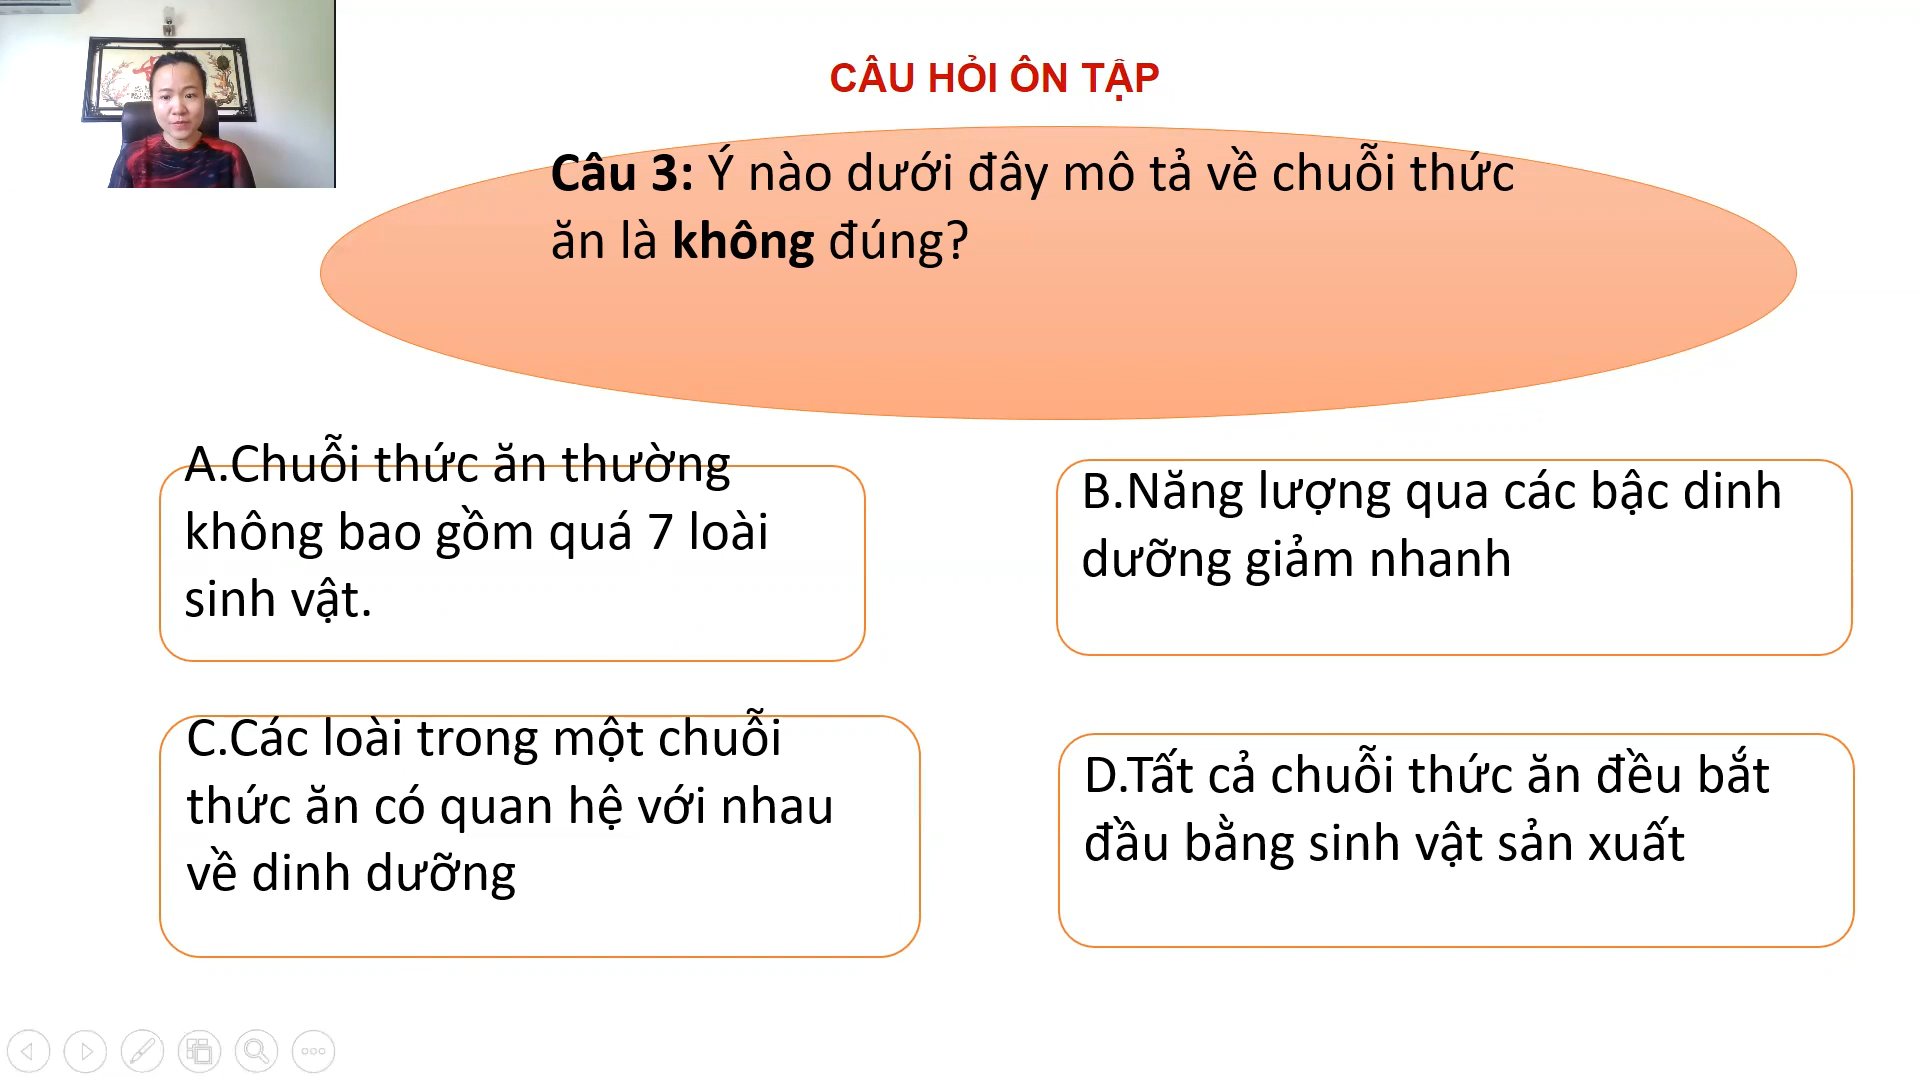 CÂU HỎI ÔN TẬP
Câu 3: Ý nào dưới đây mô tả về chuỗi thức
ăn là không đúng?
A.Chuỗi thức ăn thường
không bao gồm quá 7 loài
sinh vật.
B.Năng lượng qua các bậc dinh
dưỡng giảm nhanh
C.Các loài trong một chuỗi
thức ăn có quan hệ với nhau
về dinh dưỡng
D.Tất cả chuỗi thức ăn đều bắt
đầu bằng sinh vật sản xuất